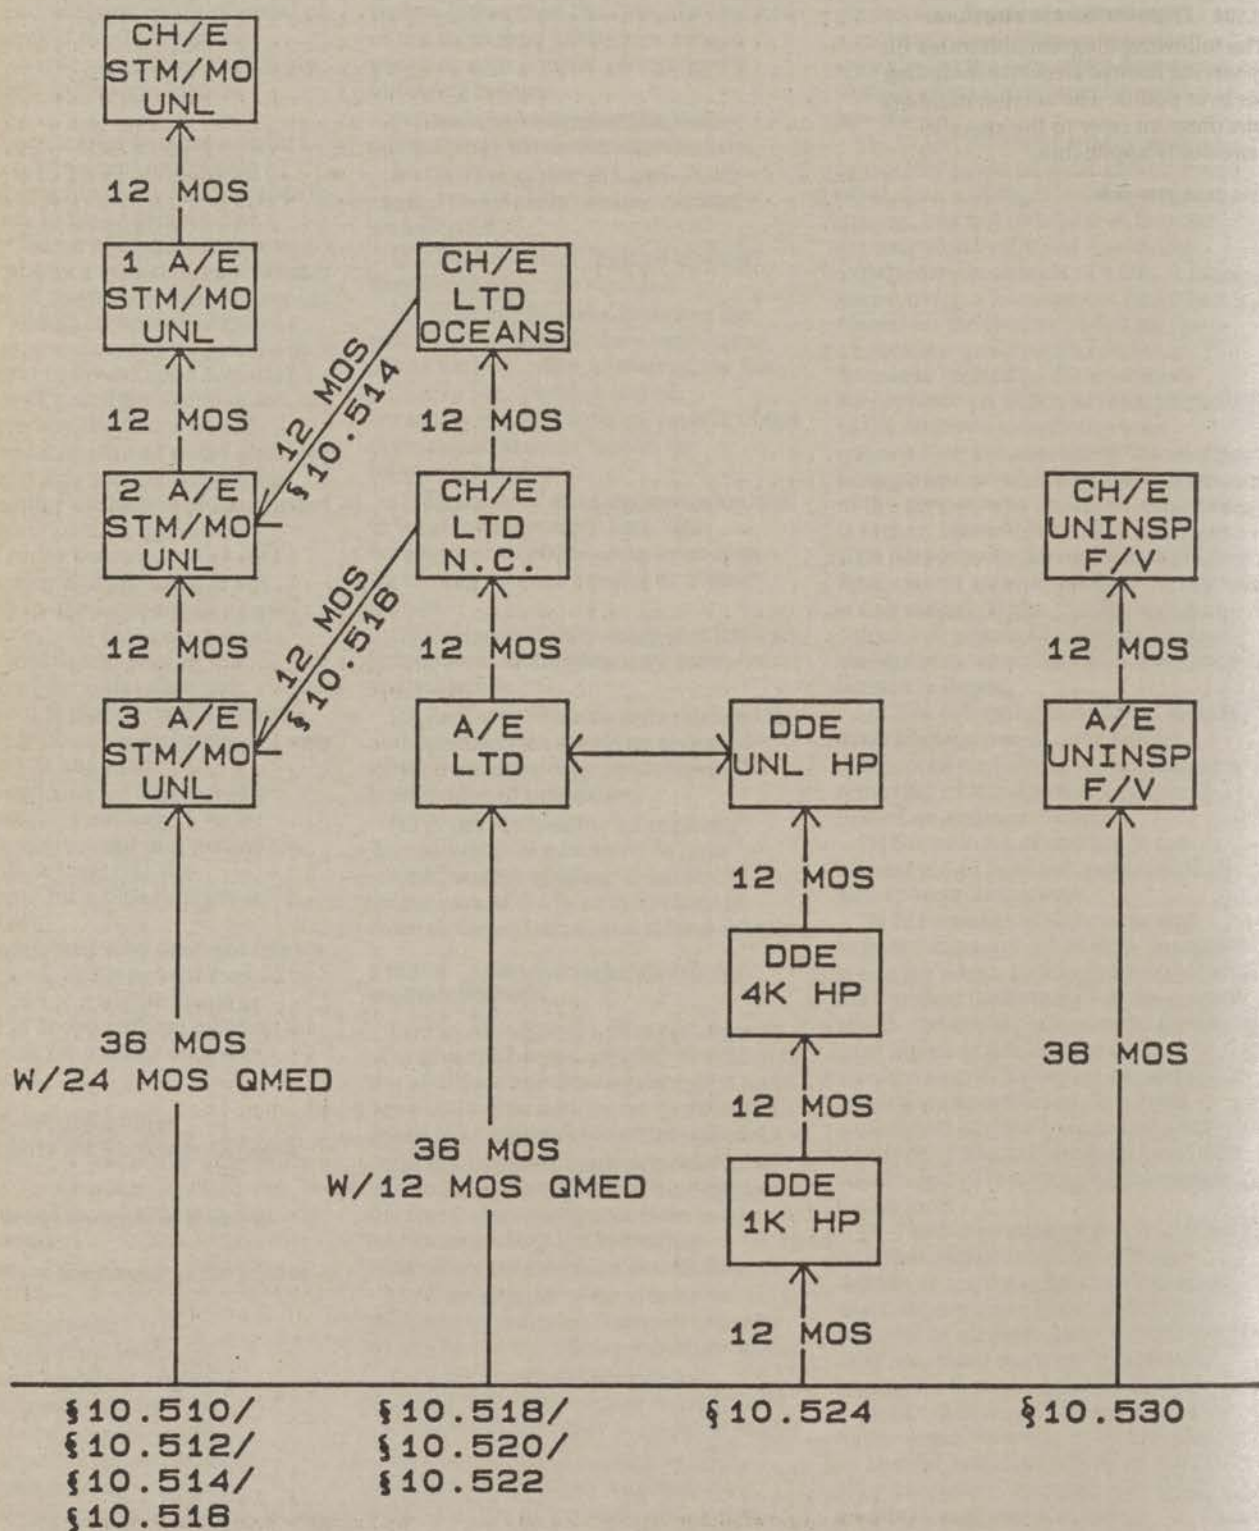 CH/E
STM/MO
UNL
12 MOS
1 A/E
STM/MO
UNL
12 MOS
2 A/E
STM/MO
UNL
12 MOS
3 A/E
STM/MO
UNL
36 MOS
W/24 MOS QMED
§10.510/
§10.512/
§10.514/
§10.516
12 MOS
§10.514
12 MOS
§10.516
CH/E
LTD
OCEANS
12 MOS
CH/E
LTD
N.C.
12 MOS
A/E
LTD
36 MOS
W/12 MOS QMED
§10.518/
§10.520/
§10.522
DDE
UNL HP
12 MOS
DDE
4K HP
12 MOS
DDE
1K HP
12 MOS
§10.524
CH/E
UNINSP
F/V
12 MOS
A/E
UNINSP
F/V
36 MOS
§10.530